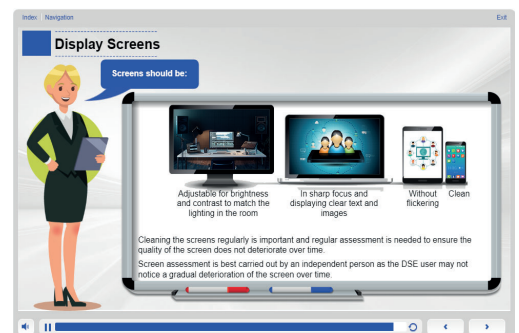 Index Navigation Exit
Display Screens
Screens should be:
Adjustable for brightness
and contrast to match the
lighting in the room
In sharp focus and
displaying clear text and
images
Without
flickering
Clean
Cleaning the screens regularly is important and regular assessment is needed to ensure the
quality of the screen does not deteriorate over time.
Screen assessment is best carried out by an independent person as the DSE user may not
notice a gradual deterioration of the screen over time.